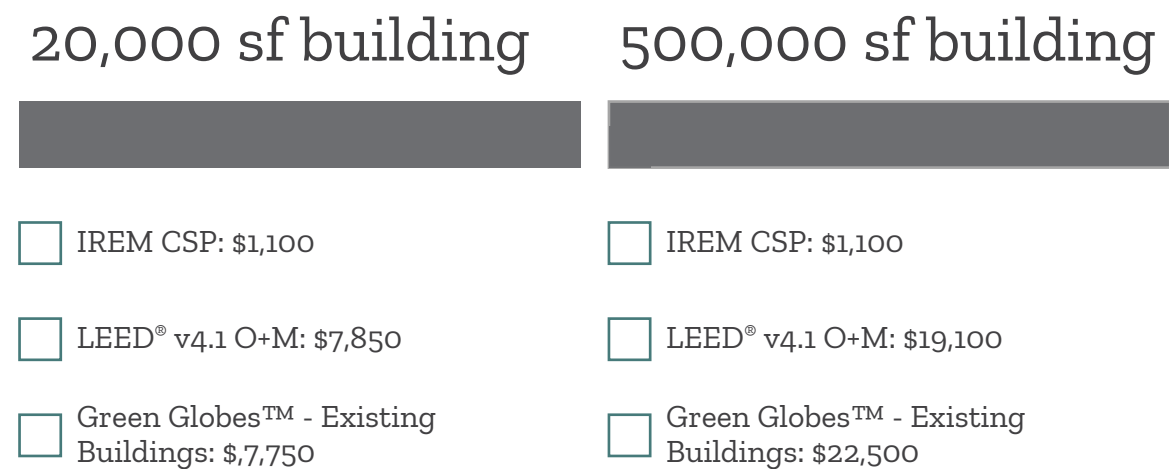 20,000 sf building
IREM CSP: $1,100
LEED® v4.1 O+M: $7,850
Green Globes™ - Existing
Buildings: $,7,750
500,000 sf building
IREM CSP: $1,100
LEED® v4.1 O+M: $19,100
Green Globes™ - Existing
Buildings: $22,500